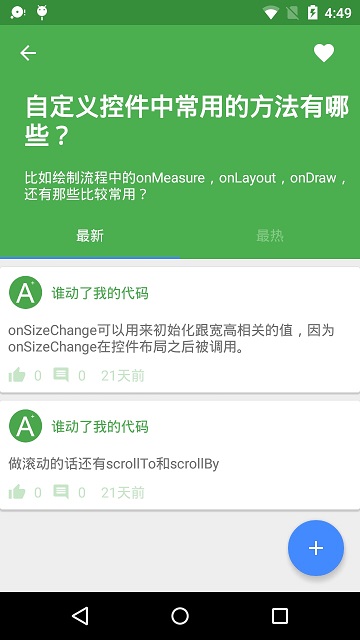 4:49
自定义控件中常用的方法有哪
些？
比如绘制流程中的onMeasure，onLayout，onDraw，
还有那些比较常用？
最新 最热
A+ 谁动了我的代码
onSizeChange可以用来初始化跟宽高相关的值，因为
onSizeChange在控件布局之后被调用。
0 0 21天前
A+ 谁动了我的代码
做滚动的话还有scrollTo和scrollBy
0 0 21天前